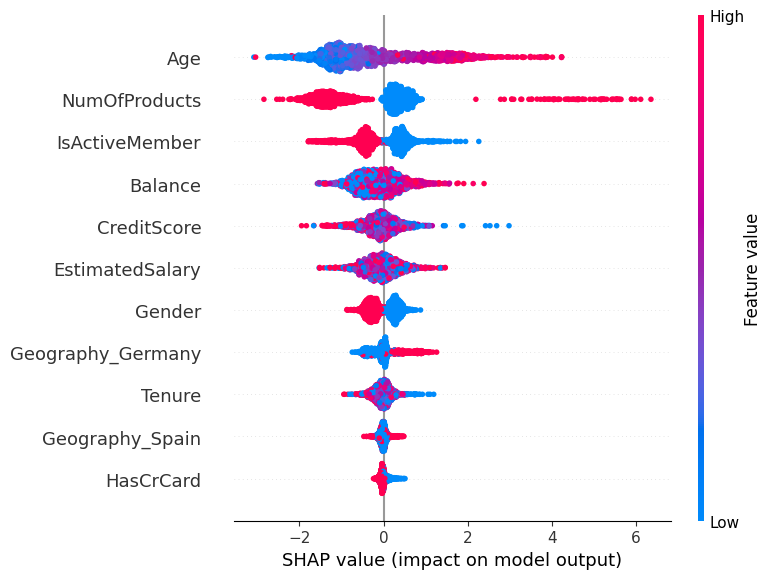 High
Age
NumOfProducts
IsActiveMember
Balance
CreditScore
EstimatedSalary
Gender
Geography_Germany
Tenure
Geography_Spain
HasCrCard
Feature value
Low
−2 0 2 4 6
SHAP value (impact on model output)